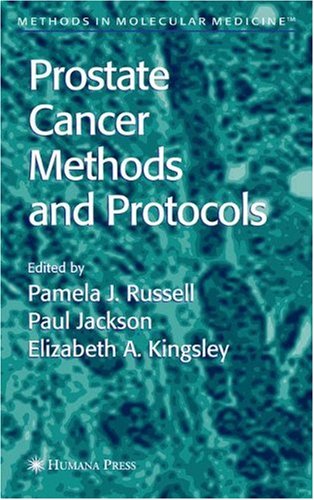 METHODS IN MOLECULAR MEDICINE™
Prostate
Cancer
Methods
and Protocols
Edited by
Pamela J. Russell
Paul Jackson
Elizabeth A. Kingsley
HUMANA PRESS